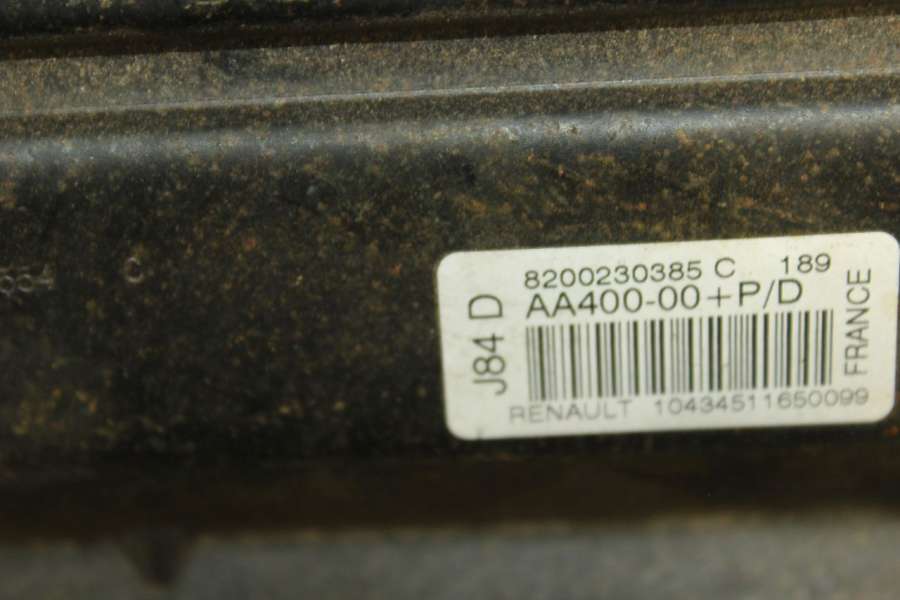 8200230385 C 189
AA400-00+P/D
J84 D
FRANCE
RENAULT 10434511650099